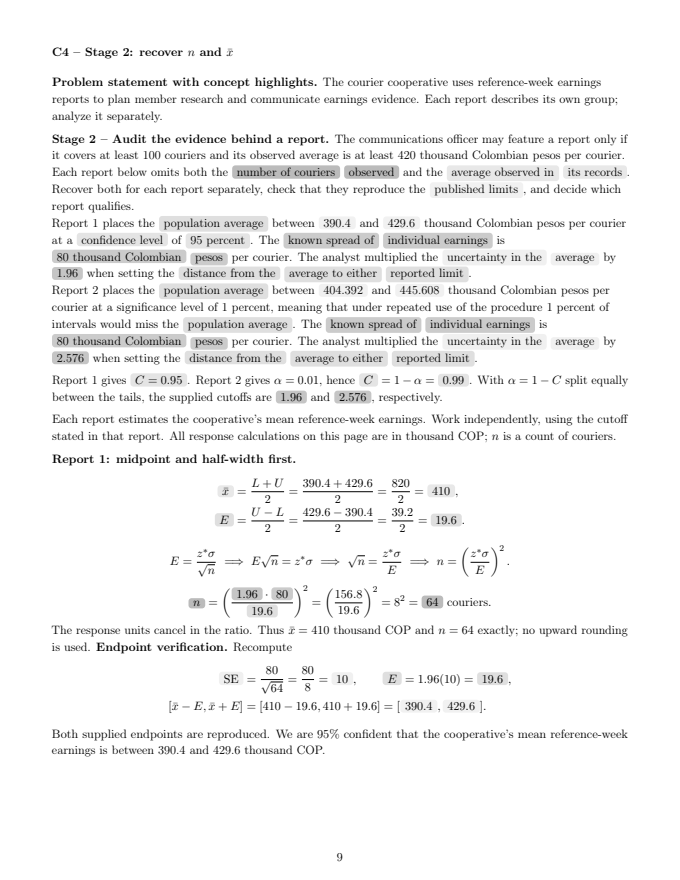 C4 – Stage 2: recover n and x̄
Problem statement with concept highlights. The courier cooperative uses reference-week earnings
reports to plan member research and communicate earnings evidence. Each report describes its own group;
analyze it separately.
Stage 2 – Audit the evidence behind a report. The communications officer may feature a report only if
it covers at least 100 couriers and its observed average is at least 420 thousand Colombian pesos per courier.
Each report below omits both the number of couriers observed and the average observed in its records .
Recover both for each report separately, check that they reproduce the published limits , and decide which
report qualifies.
Report 1 places the population average between 390.4 and 429.6 thousand Colombian pesos per courier
at a confidence level of 95 percent . The known spread of individual earnings is
80 thousand Colombian pesos per courier. The analyst multiplied the uncertainty in the average by
1.96 when setting the distance from the average to either reported limit .
Report 2 places the population average between 404.392 and 445.608 thousand Colombian pesos per
courier at a significance level of 1 percent, meaning that under repeated use of the procedure 1 percent of
intervals would miss the population average . The known spread of individual earnings is
80 thousand Colombian pesos per courier. The analyst multiplied the uncertainty in the average by
2.576 when setting the distance from the average to either reported limit .
Report 1 gives C = 0.95 . Report 2 gives α = 0.01, hence C = 1 − α = 0.99 . With α = 1 − C split equally
between the tails, the supplied cutoffs are 1.96 and 2.576 , respectively.
Each report estimates the cooperative's mean reference-week earnings. Work independently, using the cutoff
stated in that report. All response calculations on this page are in thousand COP; n is a count of couriers.
Report 1: midpoint and half-width first.
x̄ = (L + U)/2 = (390.4 + 429.6)/2 = 820/2 = 410 ,
E = (U − L)/2 = (429.6 − 390.4)/2 = 39.2/2 = 19.6 .
E = z*σ/√n ⟹ E√n = z*σ ⟹ √n = z*σ/E ⟹ n = (z*σ/E)² .
n = (1.96 · 80 / 19.6)² = (156.8/19.6)² = 8² = 64 couriers.
The response units cancel in the ratio. Thus x̄ = 410 thousand COP and n = 64 exactly; no upward rounding
is used. Endpoint verification. Recompute
SE = 80/√64 = 80/8 = 10 , E = 1.96(10) = 19.6 ,
[x̄ − E, x̄ + E] = [410 − 19.6, 410 + 19.6] = [ 390.4 , 429.6 ].
Both supplied endpoints are reproduced. We are 95% confident that the cooperative's mean reference-week
earnings is between 390.4 and 429.6 thousand COP.
9